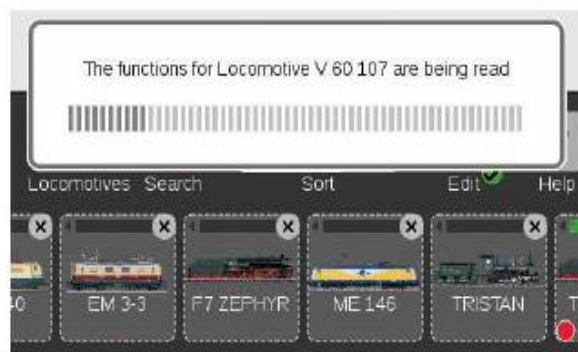 The functions for Locomotive V 60 107 are being read
Locomotives Search Sort Edit Help
40 EM 3-3 F7 ZEPHYR ME 146 TRISTAN T